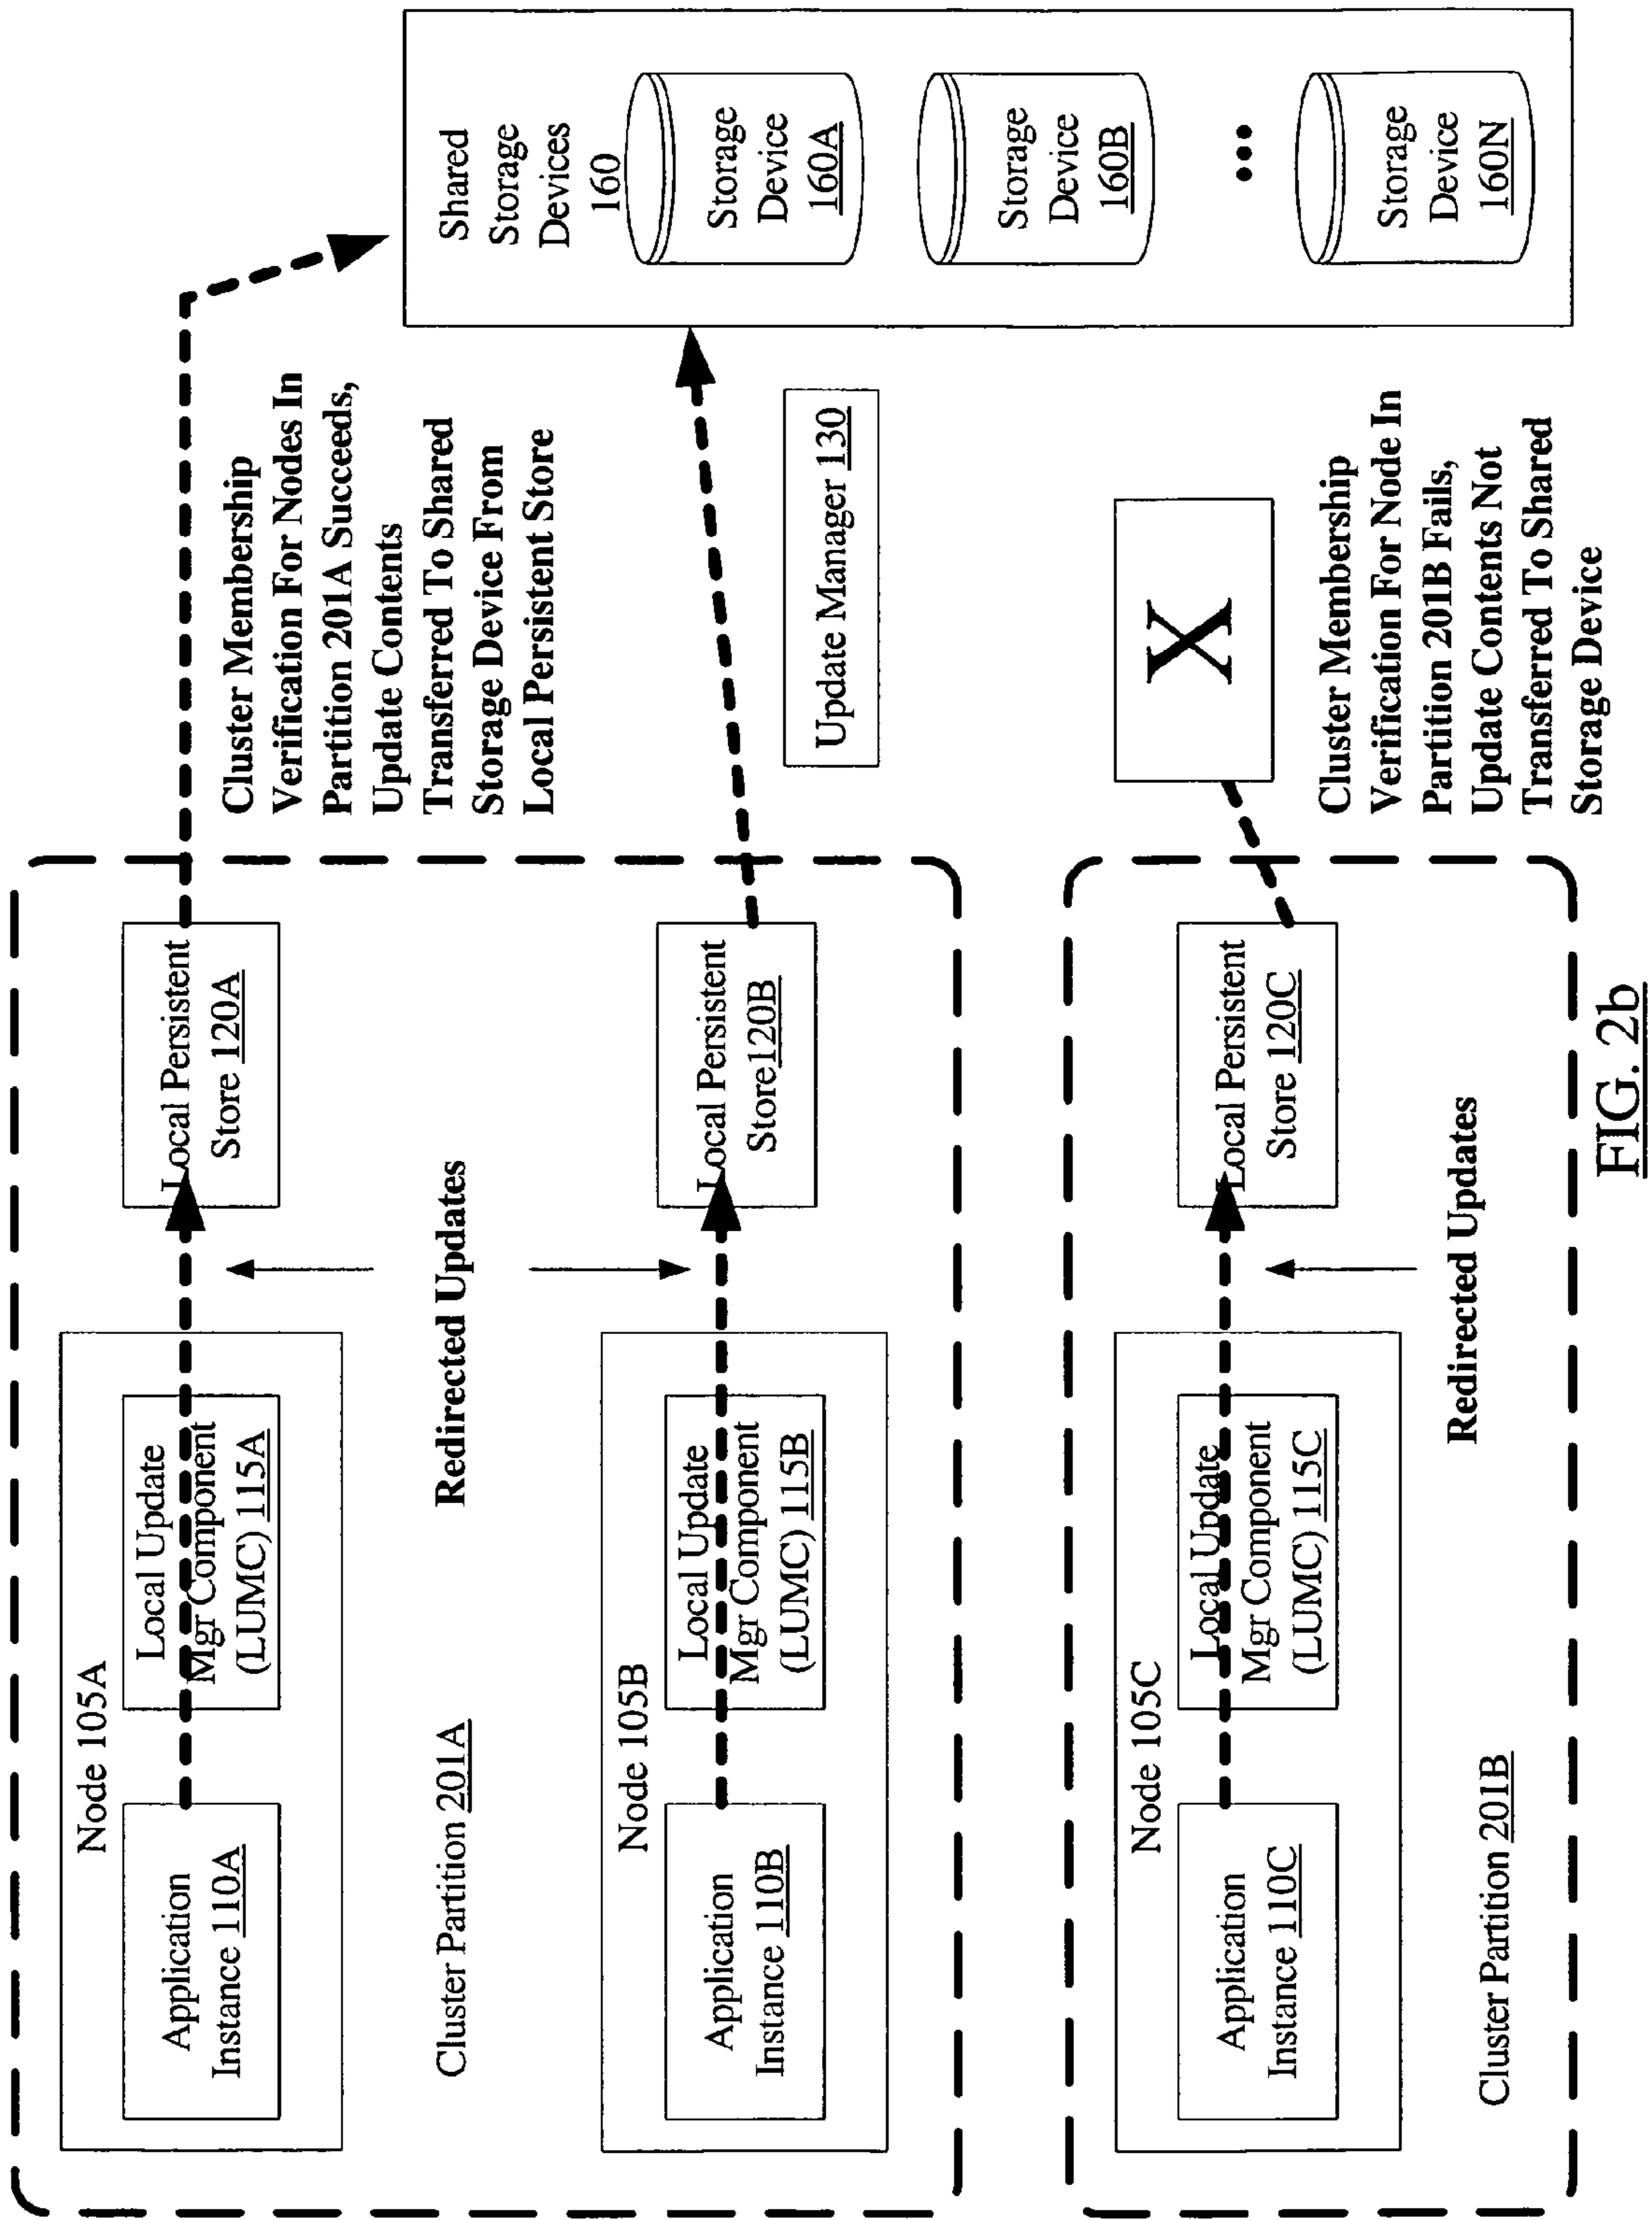 Node 105A
Application
Instance 110A
Local Update
Mgr Component
(LUMC) 115A
Local Persistent
Store 120A
Cluster Membership
Verification For Nodes In
Partition 201A Succeeds,
Update Contents
Transferred To Shared
Storage Device From
Local Persistent Store
Redirected Updates
Cluster Partition 201A
Node 105B
Application
Instance 110B
Local Update
Mgr Component
(LUMC) 115B
Local Persistent
Store120B
Update Manager 130
Shared
Storage
Devices
160
Storage
Device
160A
Storage
Device
160B
Storage
Device
160N
Node 105C
Application
Instance 110C
Local Update
Mgr Component
(LUMC) 115C
Local Persistent
Store 120C
X
Cluster Membership
Verification For Node In
Partition 201B Fails,
Update Contents Not
Transferred To Shared
Storage Device
Redirected Updates
Cluster Partition 201B
FIG. 2b